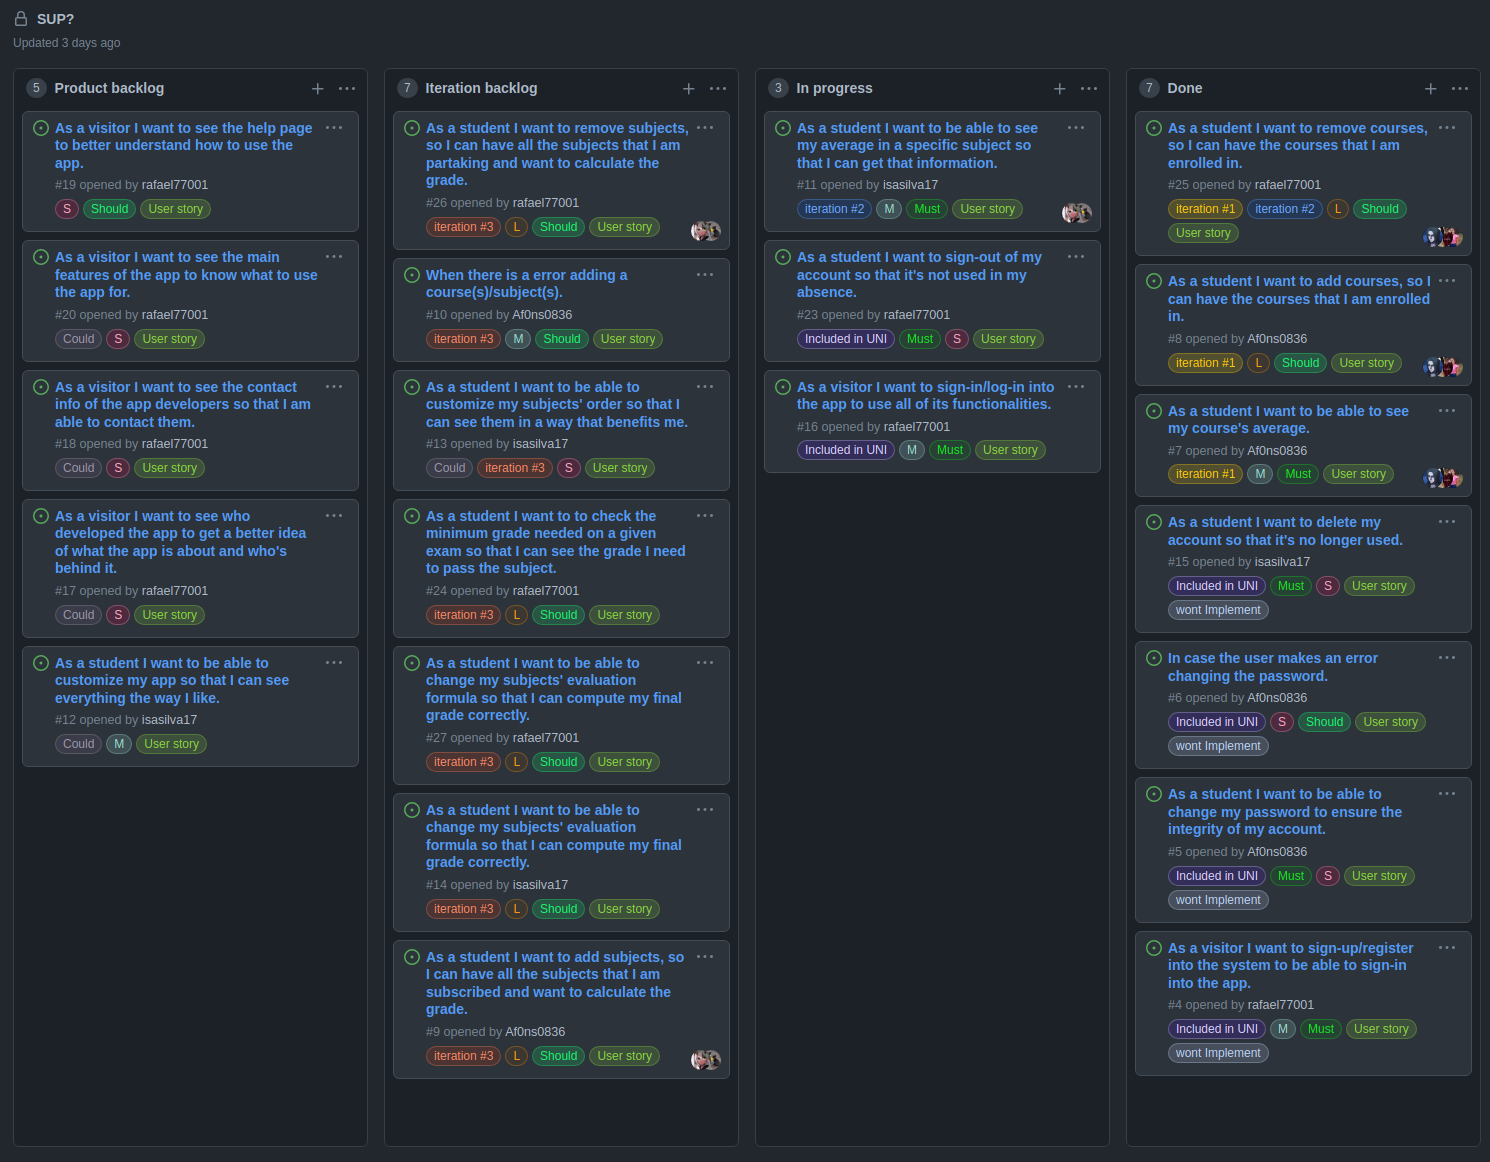 SUP?
Updated 3 days ago
5 Product backlog
As a visitor I want to see the help page
to better understand how to use the
app.
#19 opened by rafael77001
S Should User story
As a visitor I want to see the main
features of the app to know what to use
the app for.
#20 opened by rafael77001
Could S User story
As a visitor I want to see the contact
info of the app developers so that I am
able to contact them.
#18 opened by rafael77001
Could S User story
As a visitor I want to see who
developed the app to get a better idea
of what the app is about and who's
behind it.
#17 opened by rafael77001
Could S User story
As a student I want to be able to
customize my app so that I can see
everything the way I like.
#12 opened by isasilva17
Could M User story
7 Iteration backlog
As a student I want to remove subjects,
so I can have all the subjects that I am
partaking and want to calculate the
grade.
#26 opened by rafael77001
iteration #3 L Should User story
When there is a error adding a
course(s)/subject(s).
#10 opened by Af0ns0836
iteration #3 M Should User story
As a student I want to be able to
customize my subjects' order so that I
can see them in a way that benefits me.
#13 opened by isasilva17
Could iteration #3 S User story
As a student I want to to check the
minimum grade needed on a given
exam so that I can see the grade I need
to pass the subject.
#24 opened by rafael77001
iteration #3 L Should User story
As a student I want to be able to
change my subjects' evaluation
formula so that I can compute my final
grade correctly.
#27 opened by rafael77001
iteration #3 L Should User story
As a student I want to be able to
change my subjects' evaluation
formula so that I can compute my final
grade correctly.
#14 opened by isasilva17
iteration #3 L Should User story
As a student I want to add subjects, so
I can have all the subjects that I am
subscribed and want to calculate the
grade.
#9 opened by Af0ns0836
iteration #3 L Should User story
3 In progress
As a student I want to be able to see
my average in a specific subject so
that I can get that information.
#11 opened by isasilva17
iteration #2 M Must User story
As a student I want to sign-out of my
account so that it's not used in my
absence.
#23 opened by rafael77001
Included in UNI Must S User story
As a visitor I want to sign-in/log-in into
the app to use all of its functionalities.
#16 opened by rafael77001
Included in UNI M Must User story
7 Done
As a student I want to remove courses,
so I can have the courses that I am
enrolled in.
#25 opened by rafael77001
iteration #1 iteration #2 L Should
User story
As a student I want to add courses, so I
can have the courses that I am enrolled
in.
#8 opened by Af0ns0836
iteration #1 L Should User story
As a student I want to be able to see
my course's average.
#7 opened by Af0ns0836
iteration #1 M Must User story
As a student I want to delete my
account so that it's no longer used.
#15 opened by isasilva17
Included in UNI Must S User story
wont Implement
In case the user makes an error
changing the password.
#6 opened by Af0ns0836
Included in UNI S Should User story
wont Implement
As a student I want to be able to
change my password to ensure the
integrity of my account.
#5 opened by Af0ns0836
Included in UNI Must S User story
wont Implement
As a visitor I want to sign-up/register
into the system to be able to sign-in
into the app.
#4 opened by rafael77001
Included in UNI M Must User story
wont Implement